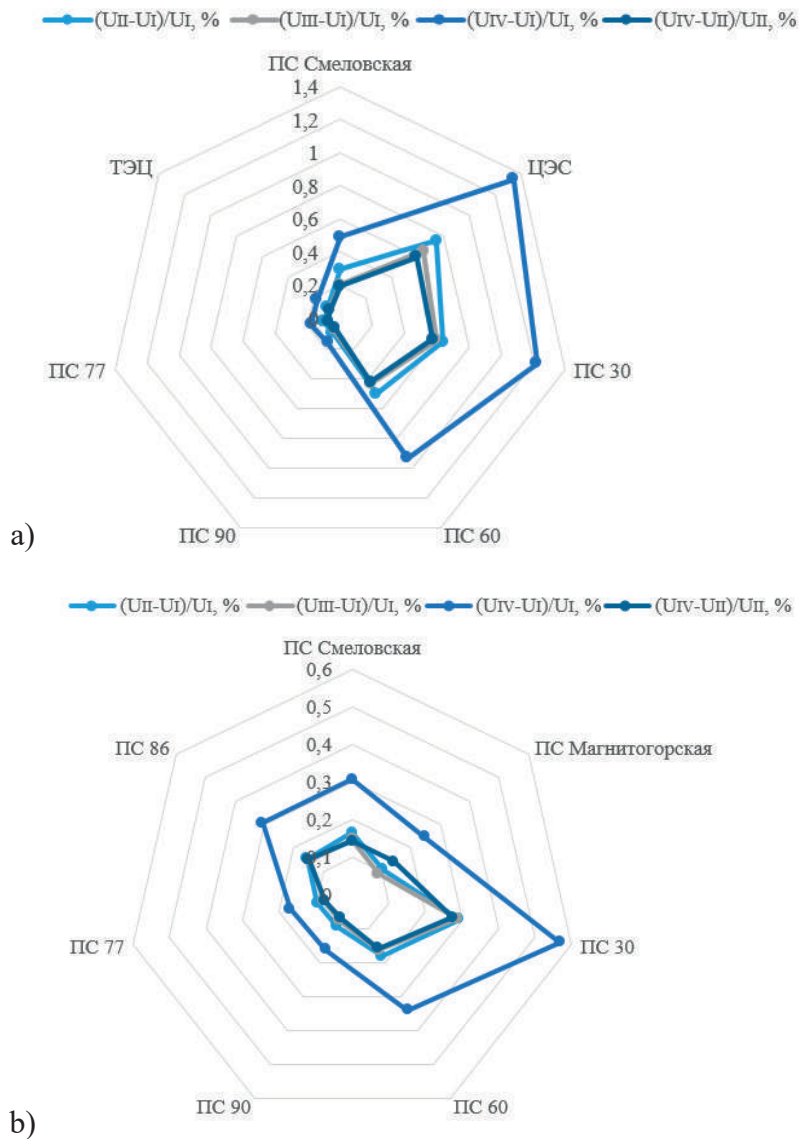 (UII-UI)/UI, % (UIII-UI)/UI, % (UIV-UI)/UI, % (UIV-UII)/UII, %
ПС Смеловская
1,4
1,2
1
0,8
0,6
0,4
0,2
0
ТЭЦ
ЦЭС
ПС 77
ПС 30
ПС 90
ПС 60
a)
(UII-UI)/UI, % (UIII-UI)/UI, % (UIV-UI)/UI, % (UIV-UII)/UII, %
ПС Смеловская
0,6
0,5
0,4
0,3
0,2
0,1
0
ПС 86
ПС Магнитогорская
ПС 77
ПС 30
ПС 90
ПС 60
b)